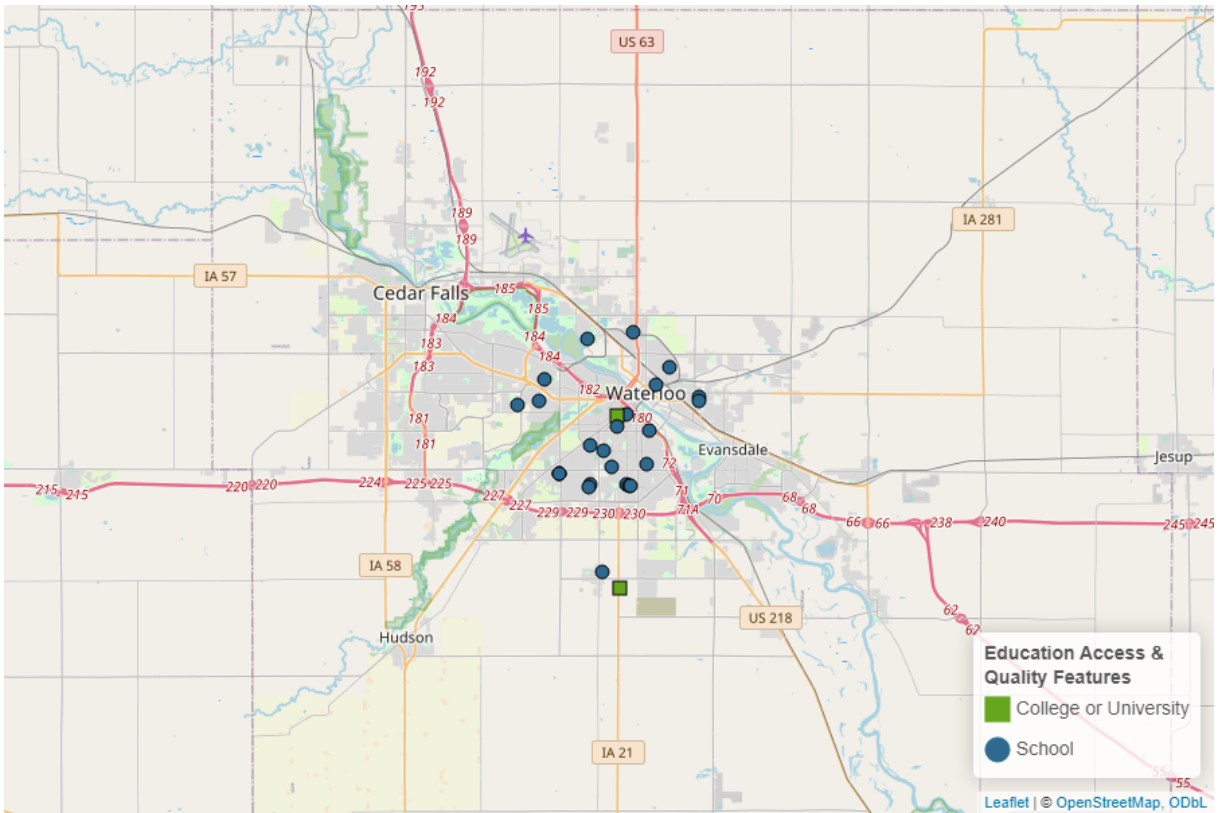 193
US 63
192
192
189
189
IA 281
IA 57
Cedar Falls
185
185
184
184
183
184
183
182
Waterloo
181
180
181
Evansdale
72
Jesup
215
215
220
220
224
225
225
227
227
71
70
68
68
229
229
230
230
71A
66
66
238
240
245
245
IA 58
62
62
US 218
Hudson
Education Access &
Quality Features
College or University
School
IA 21
55
55
Leaflet | © OpenStreetMap, ODbL